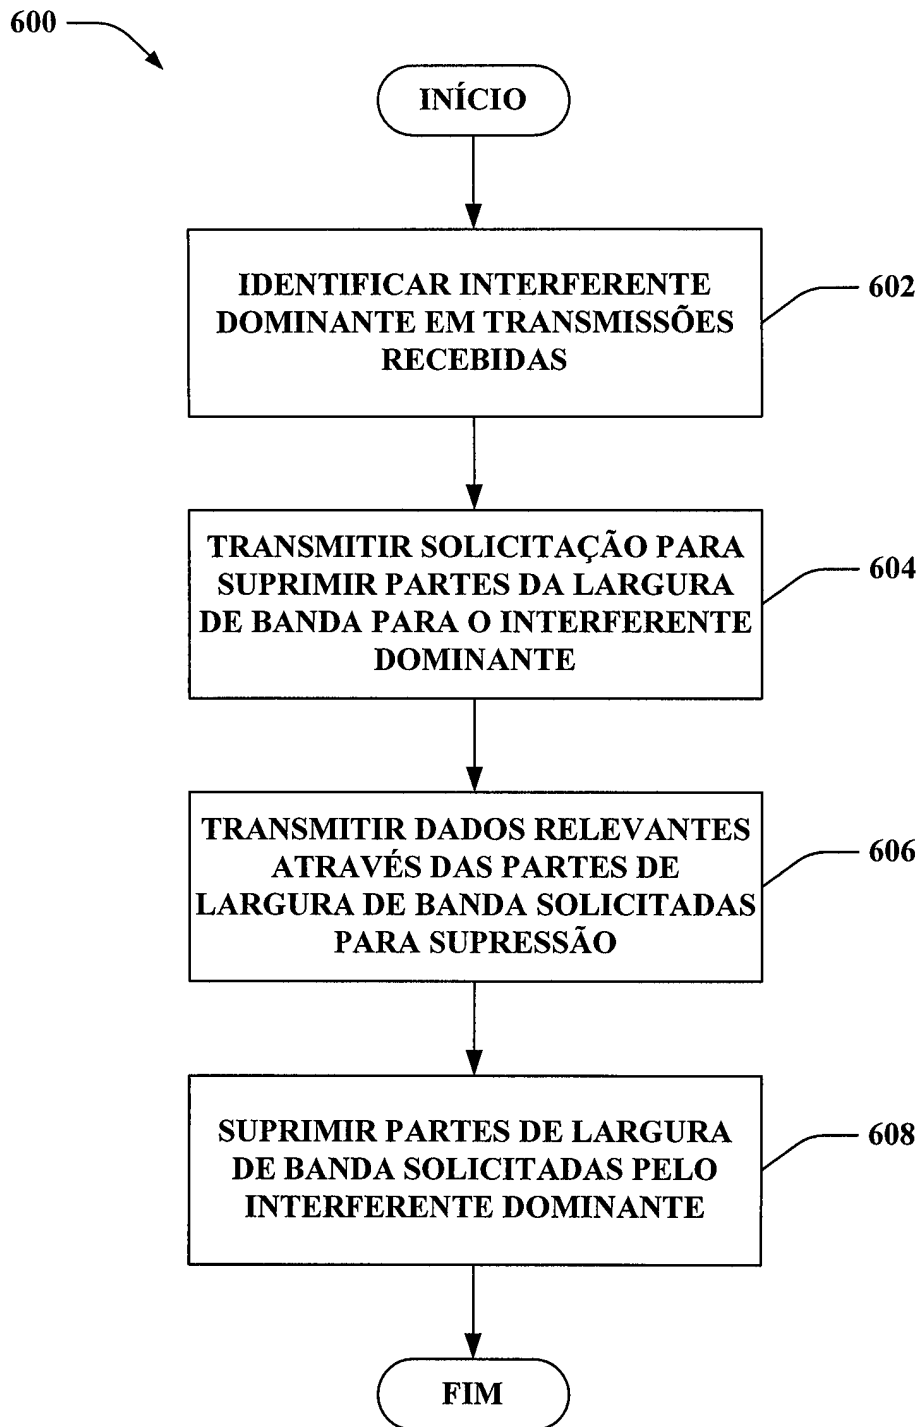 600
INÍCIO
IDENTIFICAR INTERFERENTE
DOMINANTE EM TRANSMISSÕES
RECEBIDAS
602
TRANSMITIR SOLICITAÇÃO PARA
SUPRIMIR PARTES DA LARGURA
DE BANDA PARA O INTERFERENTE
DOMINANTE
604
TRANSMITIR DADOS RELEVANTES
ATRAVÉS DAS PARTES DE
LARGURA DE BANDA SOLICITADAS
PARA SUPRESSÃO
606
SUPRIMIR PARTES DE LARGURA
DE BANDA SOLICITADAS PELO
INTERFERENTE DOMINANTE
608
FIM